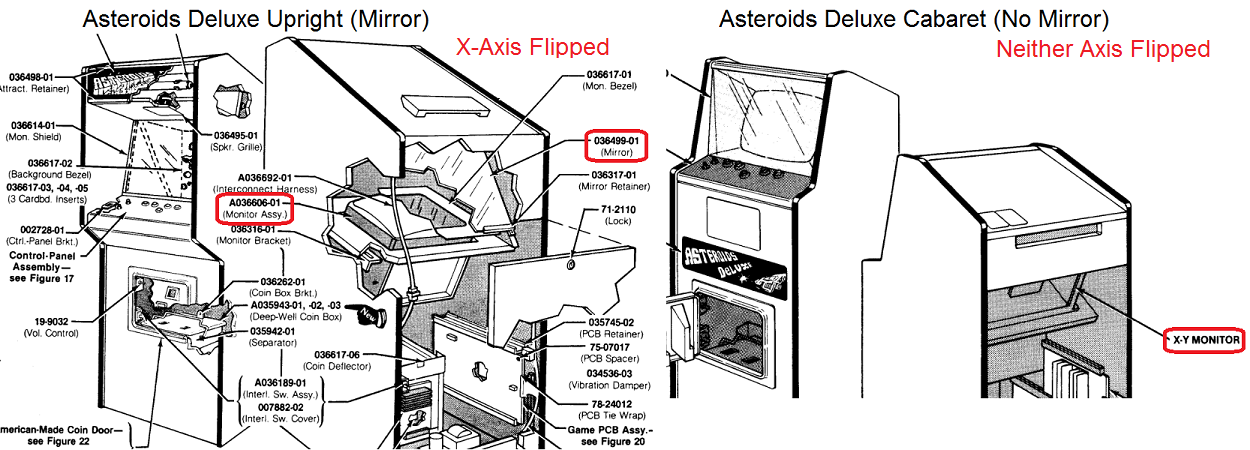 Asteroids Deluxe Upright (Mirror)
X-Axis Flipped
036498-01
Attract. Retainer)
036614-01
(Mon. Shield)
036617-02
(Background Bezel)
036617-03, -04, -05
(3 Cardbd. Inserts)
002728-01
(Ctrl.-Panel Brkt.)
Control-Panel
Assembly—
see Figure 17
19-9032
(Vol. Control)
American-Made Coin Door—
see Figure 22
036495-01
(Spkr. Grille)
A036692-01
(Interconnect Harness)
A036606-01
(Monitor Assy.)
036316-01
(Monitor Bracket)
036262-01
(Coin Box Brkt.)
A035943-01, -02, -03
(Deep-Well Coin Box)
035942-01
(Separator)
036617-06
(Coin Deflector)
A036189-01
(Interl. Sw. Assy.)
007882-02
(Interl. Sw. Cover)
036617-01
(Mon. Bezel)
036499-01
(Mirror)
036317-01
(Mirror Retainer)
71-2110
(Lock)
035745-02
(PCB Retainer)
75-07017
(PCB Spacer)
034536-03
(Vibration Damper)
78-24012
(PCB Tie Wrap)
Game PCB Assy.-
see Figure 20
Asteroids Deluxe Cabaret (No Mirror)
Neither Axis Flipped
ASTEROIDS
DELUXE
X-Y MONITOR